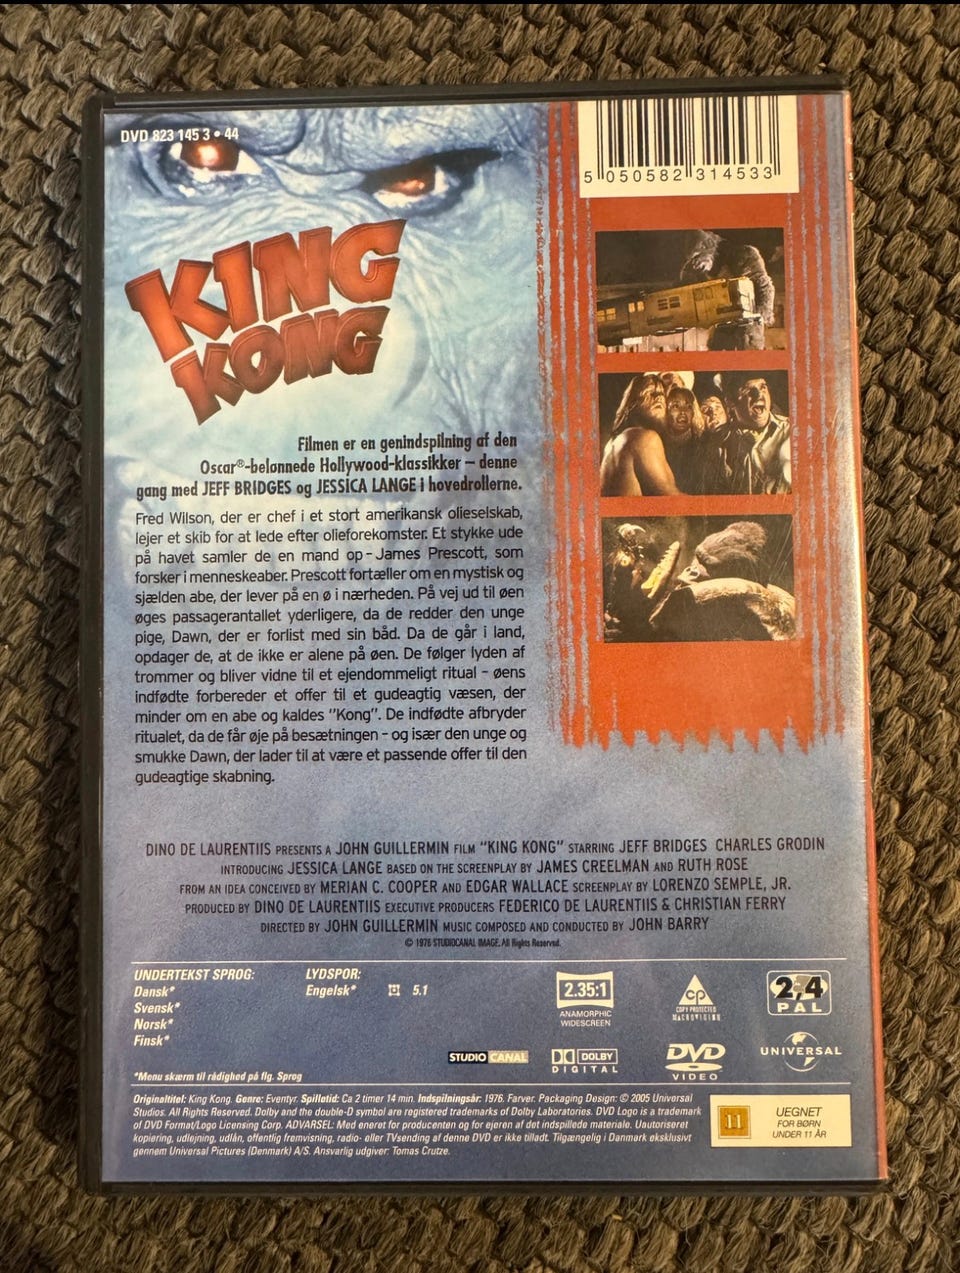 DVD 823 145 3 • 44
5 050582 314533
KING
KONG
Filmen er en genindspilning af den
Oscar®-belønnede Hollywood-klassikker – denne
gang med JEFF BRIDGES og JESSICA LANGE i hovedrollerne.
Fred Wilson, der er chef i et stort amerikansk olieselskab,
lejer et skib for at lede efter olieforekomster. Et stykke ude
på havet samler de en mand op - James Prescott, som
forsker i menneskeaber. Prescott fortæller om en mystisk og
sjælden abe, der lever på en ø i nærheden. På vej ud til øen
øges passagerantallet yderligere, da de redder den unge
pige, Dawn, der er forlist med sin båd. Da de går i land,
opdager de, at de ikke er alene på øen. De følger lyden af
trommer og bliver vidne til et ejendommeligt ritual - øens
indfødte forbereder et offer til et gudeagtig væsen, der
minder om en abe og kaldes "Kong". De indfødte afbryder
ritualet, da de får øje på besætningen - og især den unge og
smukke Dawn, der lader til at være et passende offer til den
gudeagtige skabning.
DINO DE LAURENTIIS PRESENTS A JOHN GUILLERMIN FILM "KING KONG" STARRING JEFF BRIDGES CHARLES GRODIN
INTRODUCING JESSICA LANGE BASED ON THE SCREENPLAY BY JAMES CREELMAN AND RUTH ROSE
FROM AN IDEA CONCEIVED BY MERIAN C. COOPER AND EDGAR WALLACE SCREENPLAY BY LORENZO SEMPLE, JR.
PRODUCED BY DINO DE LAURENTIIS EXECUTIVE PRODUCERS FEDERICO DE LAURENTIIS & CHRISTIAN FERRY
DIRECTED BY JOHN GUILLERMIN MUSIC COMPOSED AND CONDUCTED BY JOHN BARRY
© 1976 STUDIOCANAL IMAGE. All Rights Reserved.
UNDERTEKST SPROG:
Dansk*
Svensk*
Norsk*
Finsk*
LYDSPOR:
Engelsk* 5.1
2.35:1
ANAMORPHIC
WIDESCREEN
CP
COPY PROTECTED
MACROVISION
2,4
PAL
STUDIO CANAL
DOLBY
DIGITAL
DVD
VIDEO
UNIVERSAL
*Menu skærm til rådighed på flg. Sprog
Originaltitel: King Kong. Genre: Eventyr. Spilletid: Ca 2 timer 14 min. Indspilningsår: 1976. Farver. Packaging Design: © 2005 Universal
Studios. All Rights Reserved. Dolby and the double-D symbol are registered trademarks of Dolby Laboratories. DVD Logo is a trademark
of DVD Format/Logo Licensing Corp. ADVARSEL: Med eneret for producenten og for ejeren af det indspillede materiale. Uautoriseret
kopiering, udlejning, udlån, offentlig fremvisning, radio- eller TVsending af denne DVD er ikke tilladt. Tilgængelig i Danmark eksklusivt
gennem Universal Pictures (Denmark) A/S. Ansvarlig udgiver: Tomas Crutze.
11
UEGNET
FOR BØRN
UNDER 11 ÅR